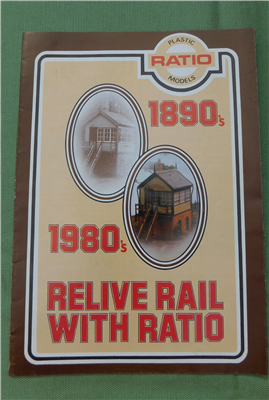 PLASTIC
RATIO
MODELS
1890's
1980's
RELIVE RAIL
WITH RATIO